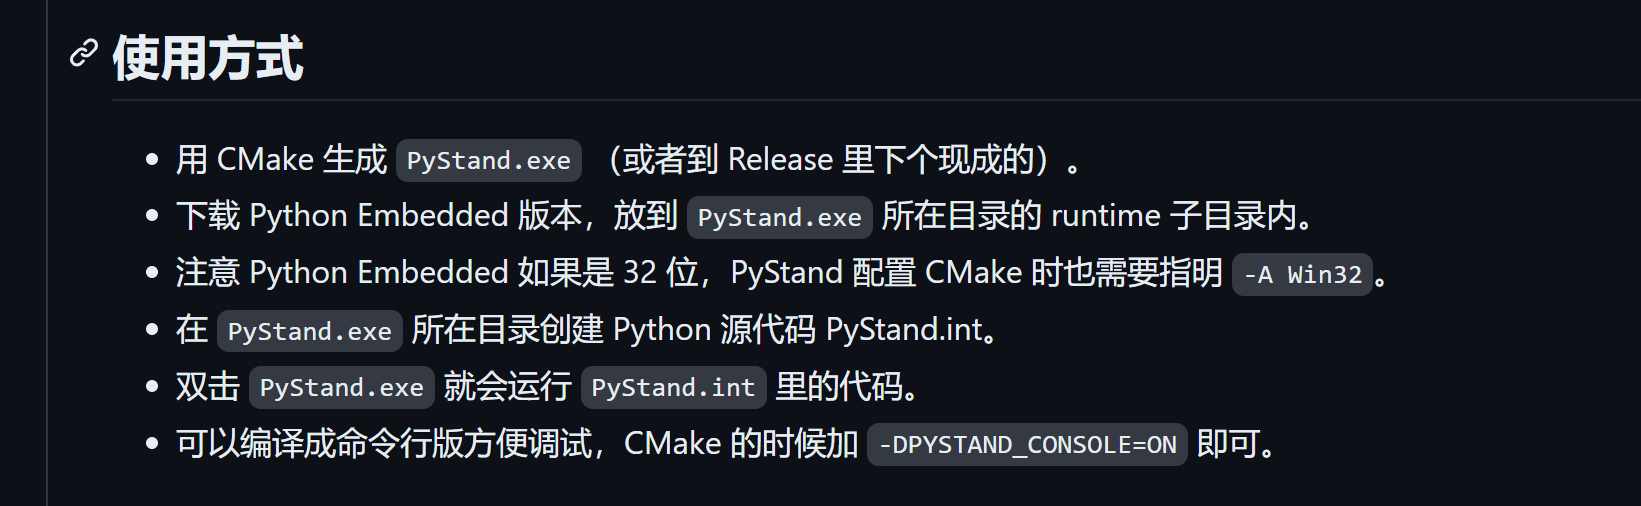 使用方式
用 CMake 生成 PyStand.exe （或者到 Release 里下个现成的）。
下载 Python Embedded 版本，放到 PyStand.exe 所在目录的 runtime 子目录内。
注意 Python Embedded 如果是 32 位，PyStand 配置 CMake 时也需要指明 -A Win32。
在 PyStand.exe 所在目录创建 Python 源代码 PyStand.int。
双击 PyStand.exe 就会运行 PyStand.int 里的代码。
可以编译成命令行版方便调试，CMake 的时候加 -DPYSTAND_CONSOLE=ON 即可。